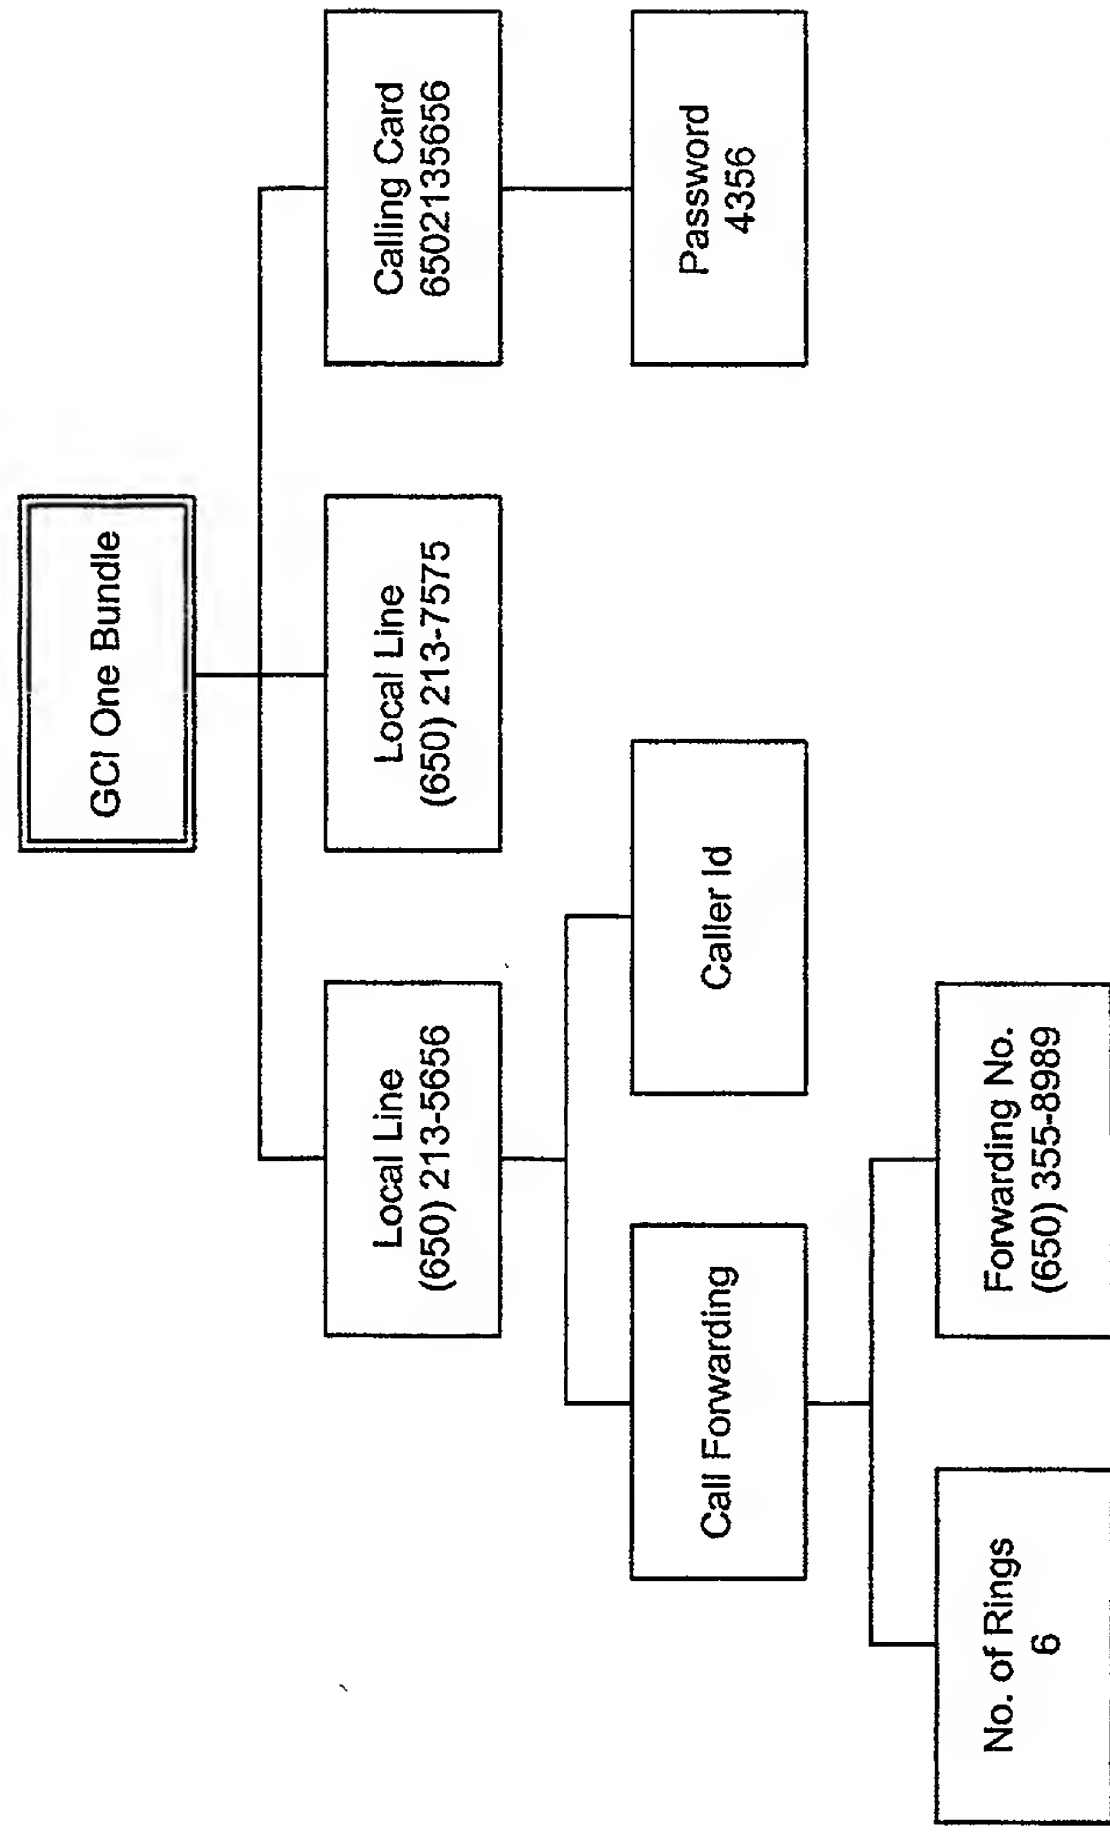 GCI One Bundle
Local Line
(650) 213-5656
Local Line
(650) 213-7575
Calling Card
6502135656
Call Forwarding
Caller Id
Password
4356
No. of Rings
6
Forwarding No.
(650) 355-8989